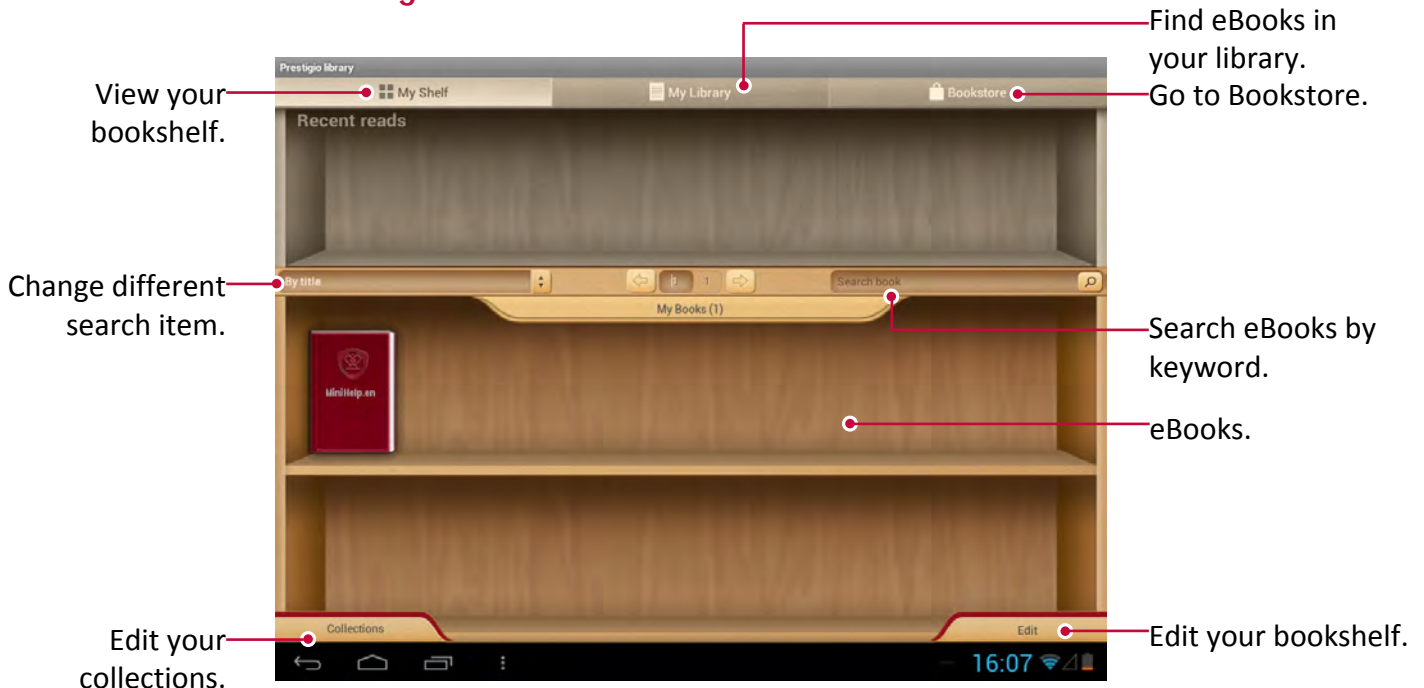 Find eBooks in
your library.
Prestigio library
View your
bookshelf.
My Shelf
My Library
Bookstore
Go to Bookstore.
Recent reads
Change different
search item.
By title
1
1
Search book
My Books (1)
Search eBooks by
keyword.
MiniHelp.en
eBooks.
Edit your
collections.
Collections
Edit
Edit your bookshelf.
16:07